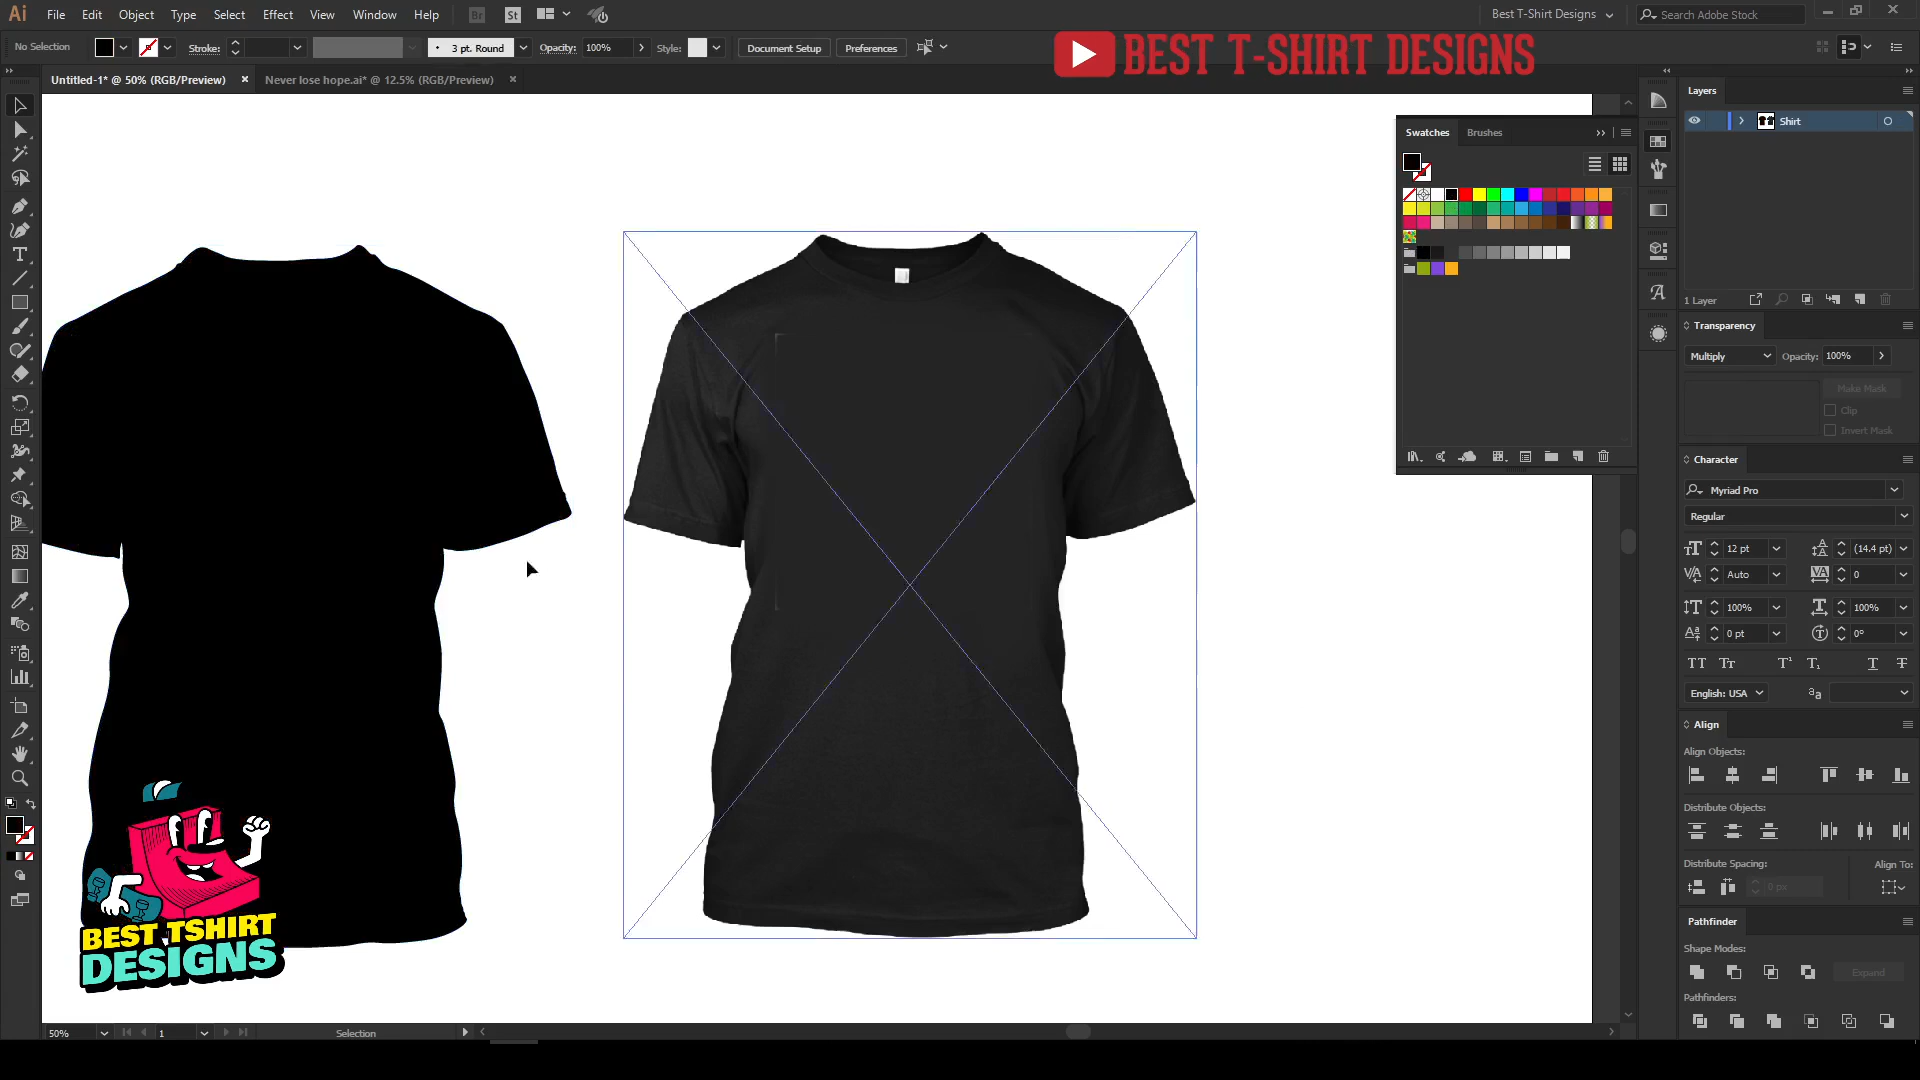 Ai File Edit Object Type Select Effect View Window Help Br St Best T-Shirt Designs Search Adobe Stock
No Selection Stroke: 3 pt. Round Opacity: 100% Style: Document Setup Preferences
BEST T-SHIRT DESIGNS
Untitled-1* @ 50% (RGB/Preview) × Never lose hope.ai* @ 12.5% (RGB/Preview) ×
Swatches Brushes
Layers
Shirt
1 Layer
Transparency
Multiply Opacity: 100%
Make Mask
Clip
Invert Mask
Character
Myriad Pro
Regular
12 pt (14.4 pt)
Auto 0
100% 100%
0 pt 0°
English: USA
Align
Align Objects:
Distribute Objects:
Distribute Spacing: Align To:
0 px
Pathfinder
Shape Modes:
Expand
Pathfinders:
BEST TSHIRT
DESIGNS
50% 1 Selection